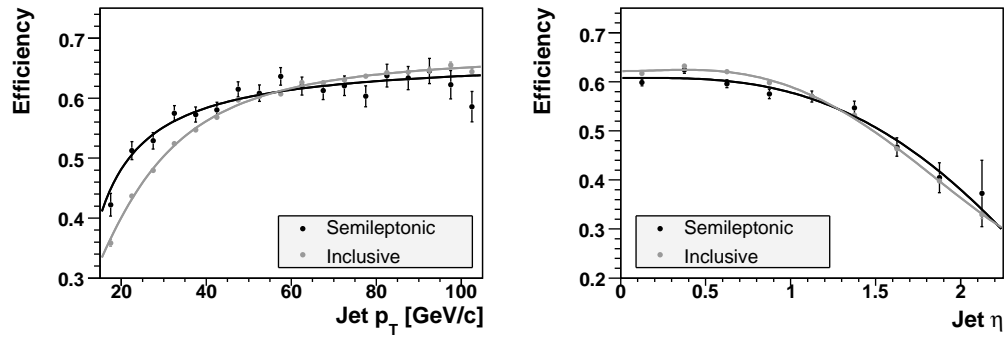 Efficiency
0.7
0.6
0.5
0.4
0.3
20 40 60 80 100
Jet p_T [GeV/c]
Semileptonic
Inclusive
Efficiency
0.7
0.6
0.5
0.4
0.3
0.2
0 0.5 1 1.5 2
Jet η
Semileptonic
Inclusive